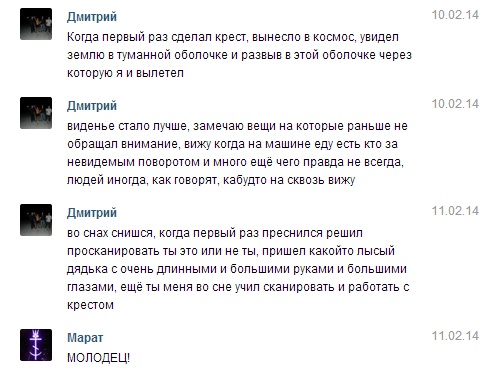 Дмитрий 10.02.14
Когда первый раз сделал крест, вынесло в космос, увидел
землю в туманной оболочке и развыв в этой оболочке через
которую я и вылетел
Дмитрий 10.02.14
виденье стало лучше, замечаю вещи на которые раньше не
обращал внимание, вижу когда на машине еду есть кто за
невидемым поворотом и много ещё чего правда не всегда,
людей иногда, как говорят, кабудто на сквозь вижу
Дмитрий 11.02.14
во снах снишся, когда первый раз преснился решил
просканировать ты это или не ты, пришел какойто лысый
дядька с очень длинными и большими руками и большими
глазами, ещё ты меня во сне учил сканировать и работать с
крестом
Марат 11.02.14
МОЛОДЕЦ!